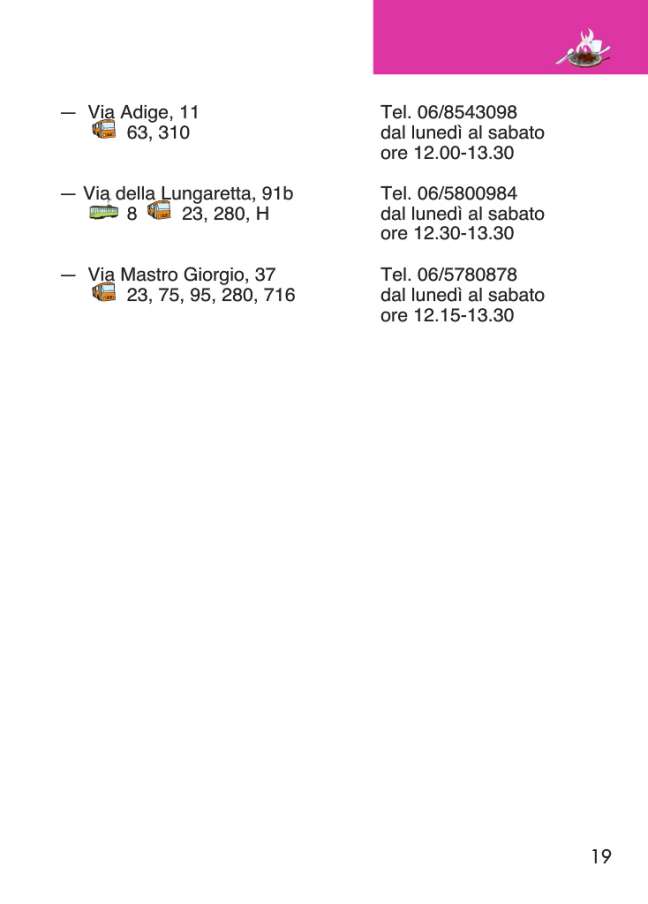 — Via Adige, 11
63, 310
Tel. 06/8543098
dal lunedì al sabato
ore 12.00-13.30
— Via della Lungaretta, 91b
8 23, 280, H
Tel. 06/5800984
dal lunedì al sabato
ore 12.30-13.30
— Via Mastro Giorgio, 37
23, 75, 95, 280, 716
Tel. 06/5780878
dal lunedì al sabato
ore 12.15-13.30
19